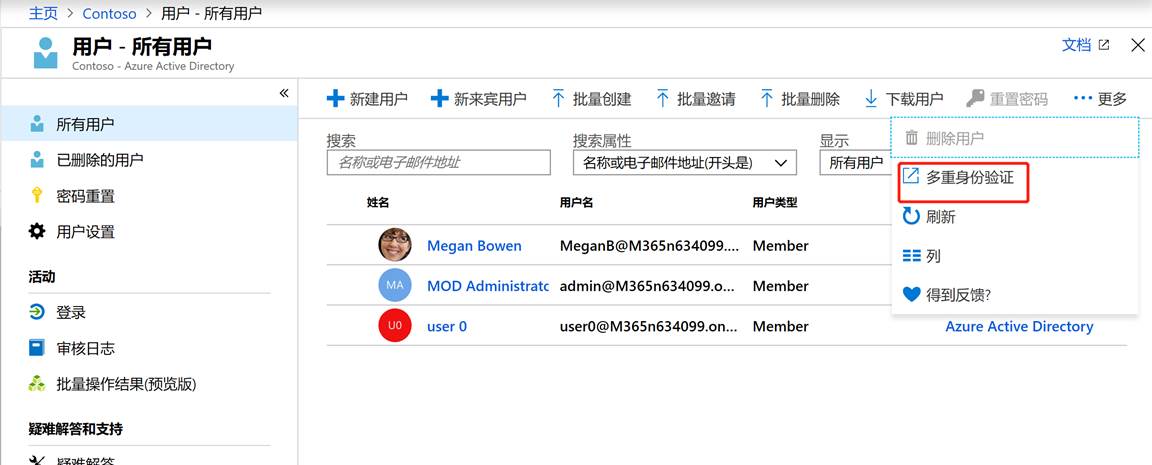 主页 > Contoso > 用户 - 所有用户
用户 - 所有用户
Contoso - Azure Active Directory
文档
«
所有用户
已删除的用户
密码重置
用户设置
活动
登录
审核日志
批量操作结果(预览版)
疑难解答和支持
疑难解答
新建用户 新来宾用户 批量创建 批量邀请 批量删除 下载用户 重置密码 ··· 更多
搜索 搜索属性 显示
名称或电子邮件地址 名称或电子邮件地址(开头是) 所有用户
姓名 用户名 用户类型
Megan Bowen MeganB@M365n634099.... Member
MA MOD Administratc admin@M365n634099.o... Member
U0 user 0 user0@M365n634099.on... Member Azure Active Directory
删除用户
多重身份验证
刷新
列
得到反馈?